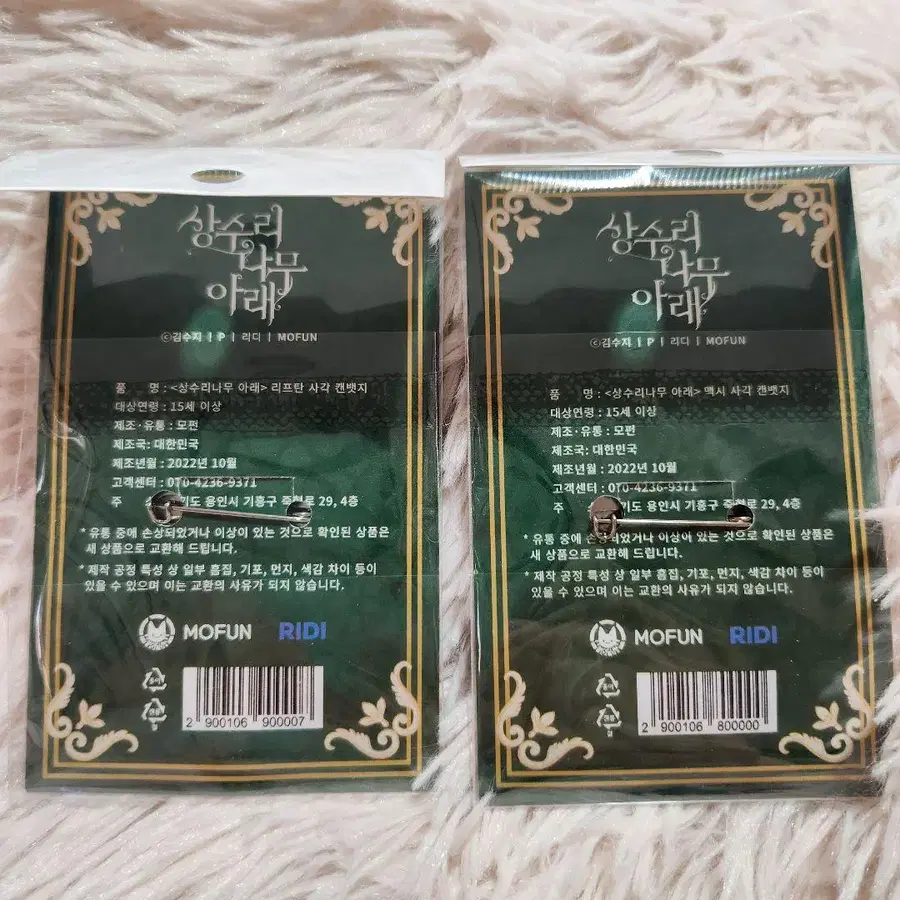 상수리
나무
아래
ⓒ김수지 | P | 리디 | MOFUN
품 명 : <상수리나무 아래> 리프탄 사각 캔뱃지
대상연령 : 15세 이상
제조·유통 : 모펀
제조국: 대한민국
제조년월 : 2022년 10월
고객센터 : 070-4236-9371
주 용인시 기흥구 29, 4층
* 유통 중에 손상되었거나 이상이 있는 것으로 확인된 상품은
새 상품으로 교환해 드립니다.
* 제작 공정 특성 상 일부 흠집, 기포, 먼지, 색감 차이 등이
있을 수 있으며 이는 교환의 사유가 되지 않습니다.
MOFUN RIDI
2 900106 900007
상수리
나무
아래
ⓒ김수지 | P | 리디 | MOFUN
품 명 : <상수리나무 아래> 맥시 사각 캔뱃지
대상연령 : 15세 이상
제조·유통 : 모펀
제조국: 대한민국
제조년월 : 2022년 10월
고객센터 : 070-4236-9371
주 용인시 기흥구 29, 4층
* 유통 중에 손상되었거나 이상이 있는 것으로 확인된 상품은
새 상품으로 교환해 드립니다.
* 제작 공정 특성 상 일부 흠집, 기포, 먼지, 색감 차이 등이
있을 수 있으며 이는 교환의 사유가 되지 않습니다.
MOFUN RIDI
2 900106 800000